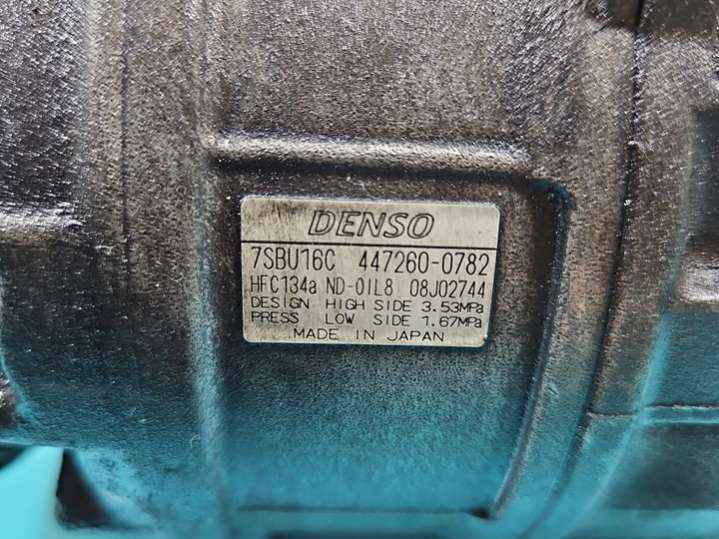 DENSO
7SBU16C 447260-0782
HFC134a ND-OIL8 08J02744
DESIGN HIGH SIDE 3.53MPa
PRESS LOW SIDE 1.67MPa
MADE IN JAPAN